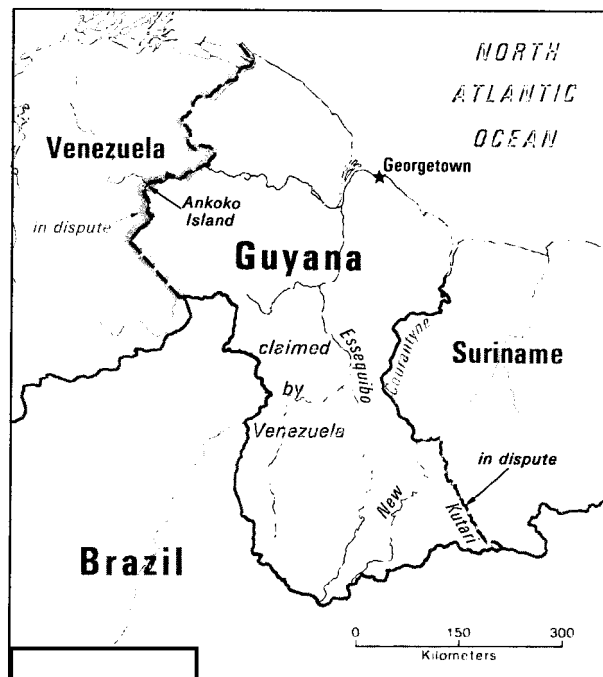 NORTH
ATLANTIC
OCEAN
Venezuela
Georgetown
Ankoko
Island
in dispute
Guyana
claimed
by
Venezuela
Essequibo
Courantyne
Suriname
in dispute
New
Kutari
Brazil
0 150 300
Kilometers